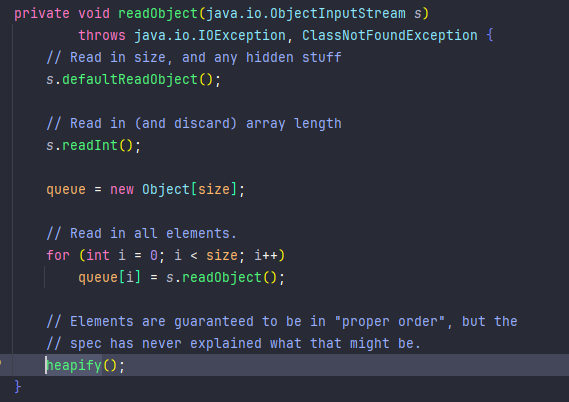 private void readObject(java.io.ObjectInputStream s)
        throws java.io.IOException, ClassNotFoundException {
    // Read in size, and any hidden stuff
    s.defaultReadObject();

    // Read in (and discard) array length
    s.readInt();

    queue = new Object[size];

    // Read in all elements.
    for (int i = 0; i < size; i++)
        queue[i] = s.readObject();

    // Elements are guaranteed to be in "proper order", but the
    // spec has never explained what that might be.
    heapify();
}